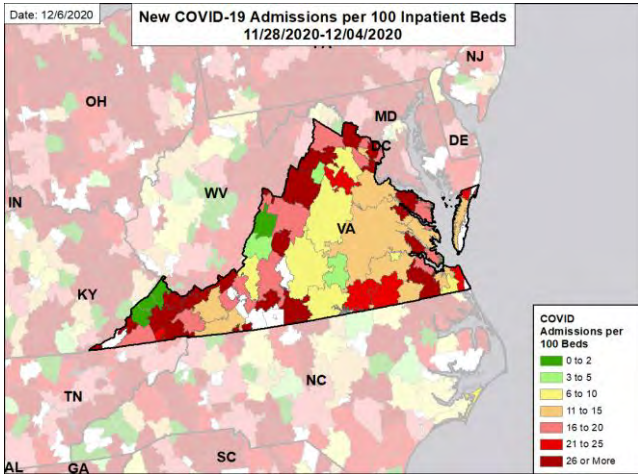 Date: 12/6/2020
New COVID-19 Admissions per 100 Inpatient Beds
11/28/2020-12/04/2020
PA
NJ
OH
MD
DE
DC
IN
WV
VA
KY
NC
TN
SC
AL
GA
COVID
Admissions per
100 Beds
0 to 2
3 to 5
6 to 10
11 to 15
16 to 20
21 to 25
26 or More